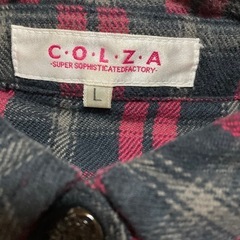 C·O·L·Z·A
·SUPER SOPHISTICATEDFACTORY·
L